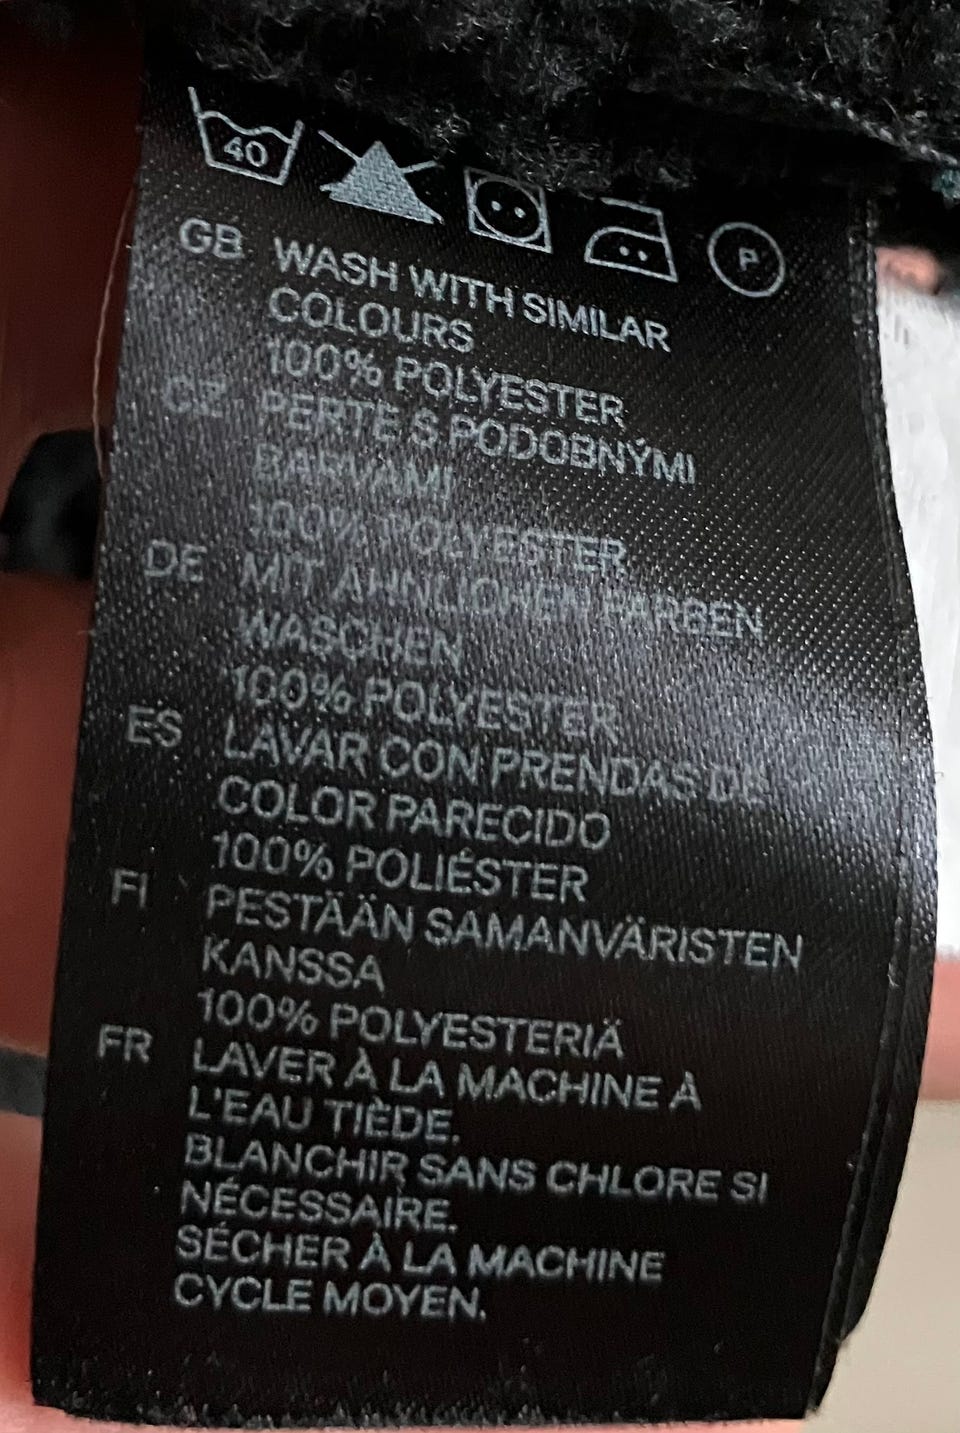 40
P
GB WASH WITH SIMILAR
COLOURS
100% POLYESTER
CZ PERTE S PODOBNÝMI
BARVAMI
100% POLYESTER
DE MIT ÄHNLICHEN FARBEN
WASCHEN
100% POLYESTER
ES LAVAR CON PRENDAS DE
COLOR PARECIDO
100% POLIÉSTER
FI PESTÄÄN SAMANVÄRISTEN
KANSSA
100% POLYESTERIÄ
FR LAVER À LA MACHINE À
L'EAU TIÈDE.
BLANCHIR SANS CHLORE SI
NÉCESSAIRE.
SÉCHER À LA MACHINE
CYCLE MOYEN.